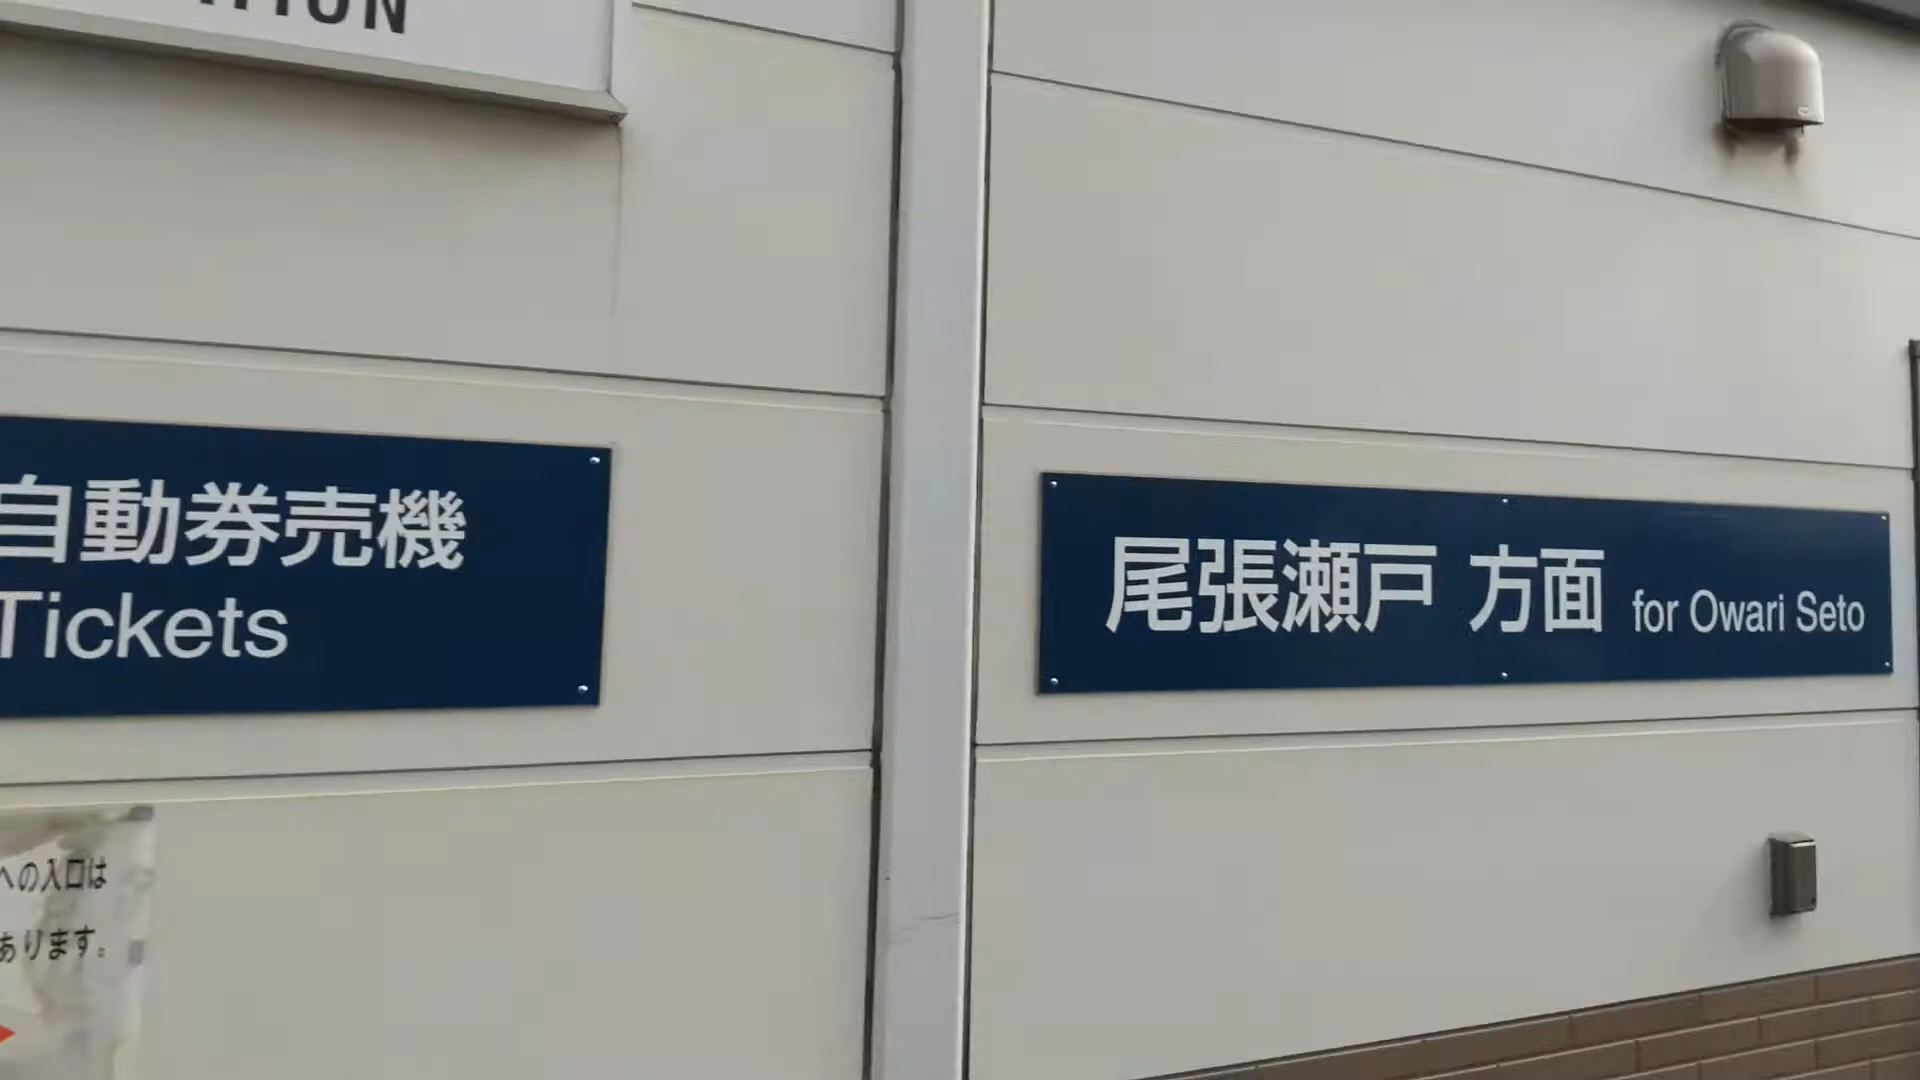 自動券売機
Tickets
尾張瀬戸 方面 for Owari Seto
への入口は
あります。